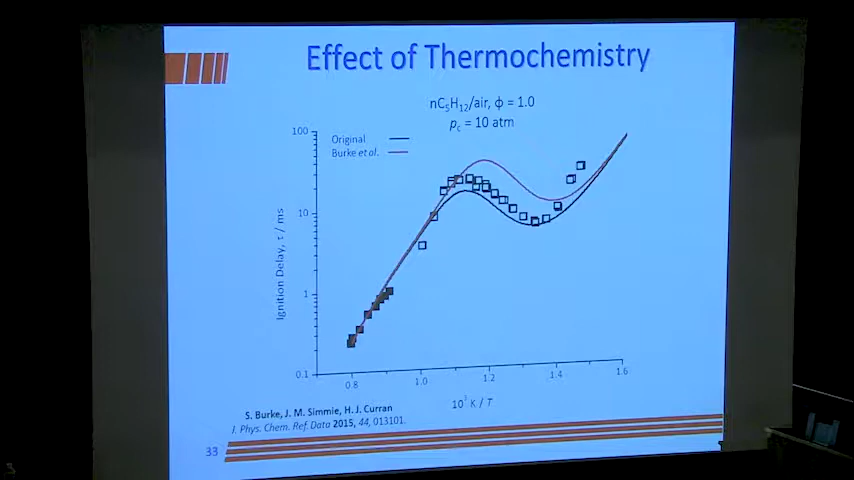 Effect of Thermochemistry
nC₅H₁₂/air, ϕ = 1.0
p꜀ = 10 atm
Original
Burke et al.
100
10
1
0.1
Ignition Delay, τ / ms
0.8
1.0
1.2
1.4
1.6
10³ K / T
S. Burke, J. M. Simmie, H. J. Curran
J. Phys. Chem. Ref. Data 2015, 44, 013101.
33